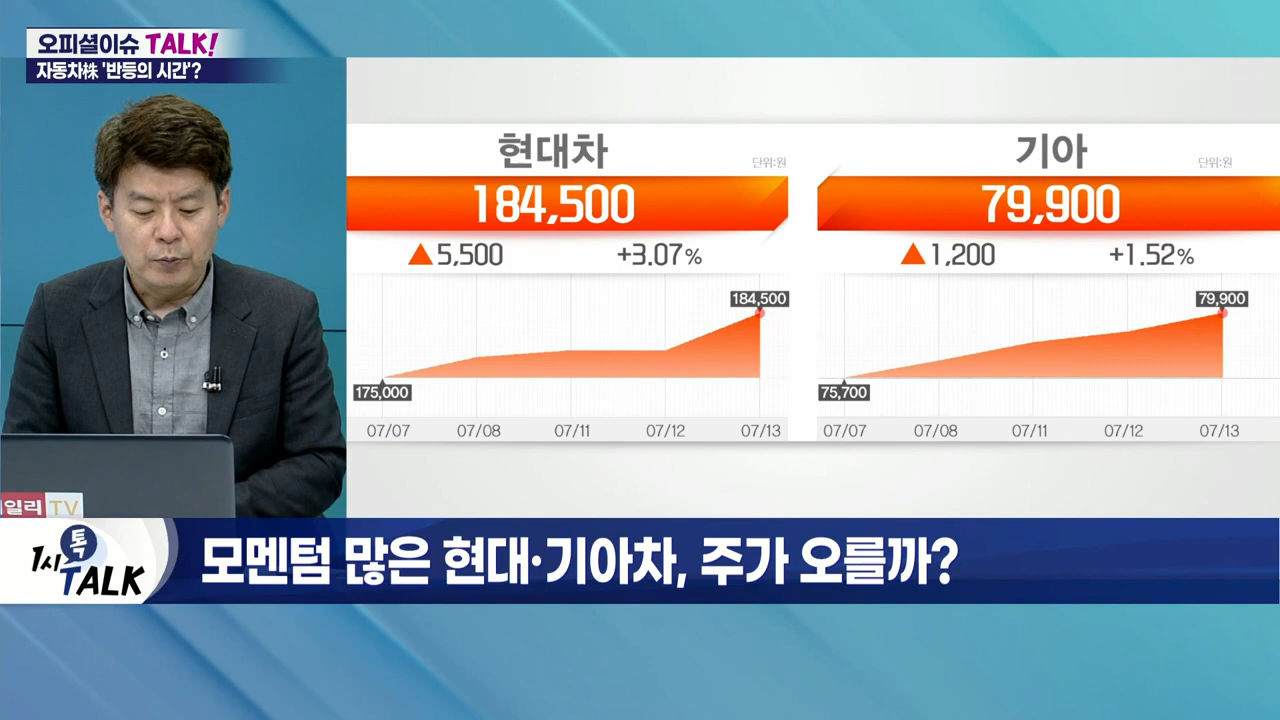 오피셜이슈 TALK!
자동차株 '반등의 시간'?
현대차
단위:원
184,500
▲5,500 +3.07%
184,500
175,000
07/07 07/08 07/11 07/12 07/13
기아
단위:원
79,900
▲1,200 +1.52%
79,900
75,700
07/07 07/08 07/11 07/12 07/13
일리TV
1시 톡 TALK
모멘텀 많은 현대·기아차, 주가 오를까?